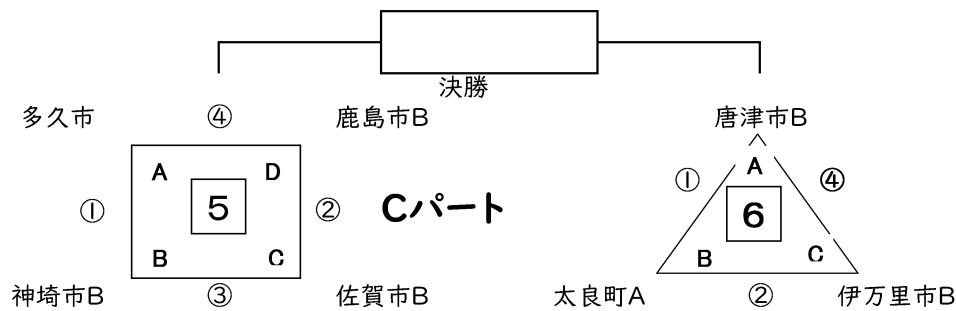 決勝
多久市 ④ 鹿島市B 唐津市B
A D A
① 5 ② Cパート ① 6 ④
B C B C
神埼市B ③ 佐賀市B 太良町A ② 伊万里市B